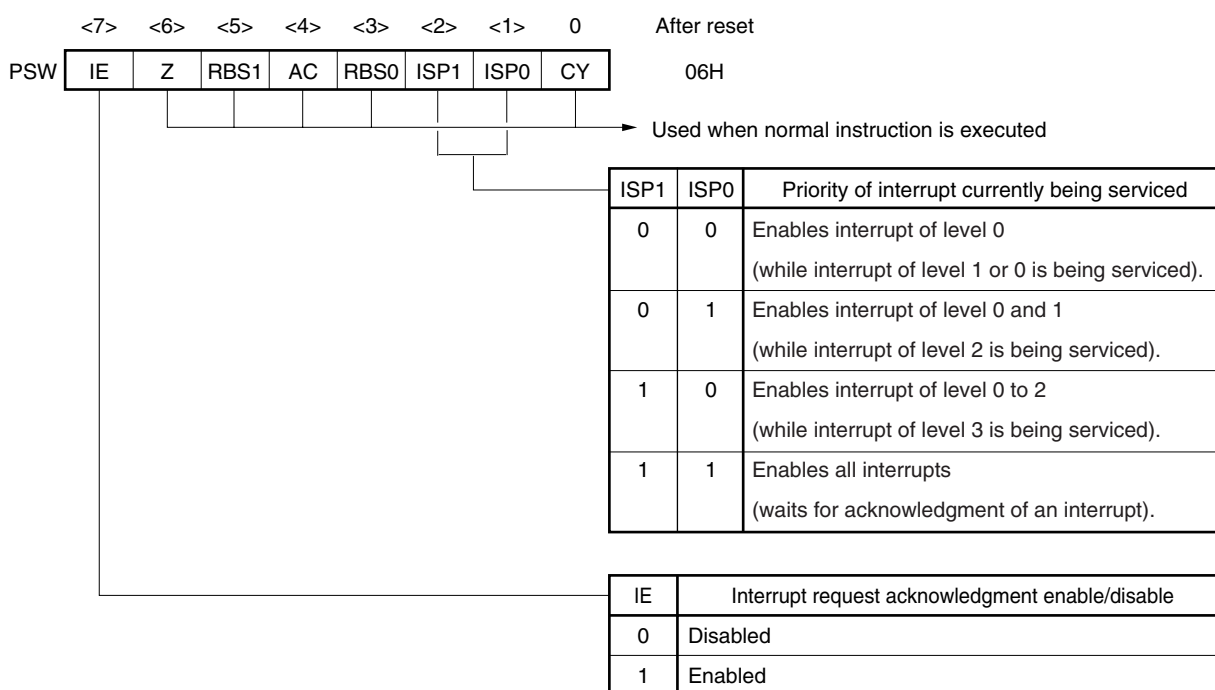 <7> <6> <5> <4> <3> <2> <1> 0 After reset
PSW IE Z RBS1 AC RBS0 ISP1 ISP0 CY 06H
Used when normal instruction is executed
ISP1 ISP0 Priority of interrupt currently being serviced
0 0 Enables interrupt of level 0
(while interrupt of level 1 or 0 is being serviced).
0 1 Enables interrupt of level 0 and 1
(while interrupt of level 2 is being serviced).
1 0 Enables interrupt of level 0 to 2
(while interrupt of level 3 is being serviced).
1 1 Enables all interrupts
(waits for acknowledgment of an interrupt).
IE Interrupt request acknowledgment enable/disable
0 Disabled
1 Enabled